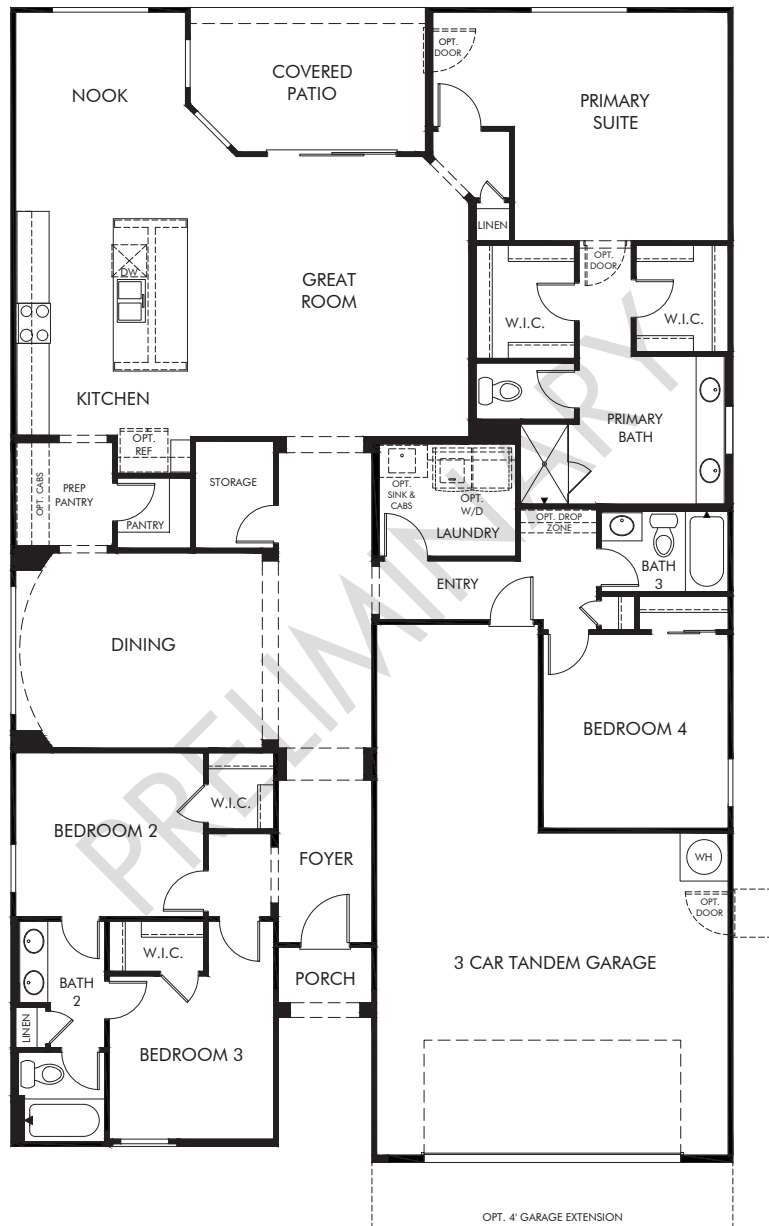 NOOK
COVERED
PATIO
OPT.
DOOR
PRIMARY
SUITE
LINEN
DW
GREAT
ROOM
OPT.
DOOR
W.I.C.
W.I.C.
KITCHEN
PRIMARY
BATH
OPT.
REF
OPT. CABS
PREP
PANTRY
PANTRY
STORAGE
OPT.
SINK &
CABS
OPT.
W/D
LAUNDRY
OPT. DROP
ZONE
BATH
3
ENTRY
DINING
BEDROOM 4
BEDROOM 2
W.I.C.
FOYER
WH
OPT.
DOOR
W.I.C.
BATH
2
LINEN
PORCH
3 CAR TANDEM GARAGE
BEDROOM 3
OPT. 4' GARAGE EXTENSION
PRELIMINARY